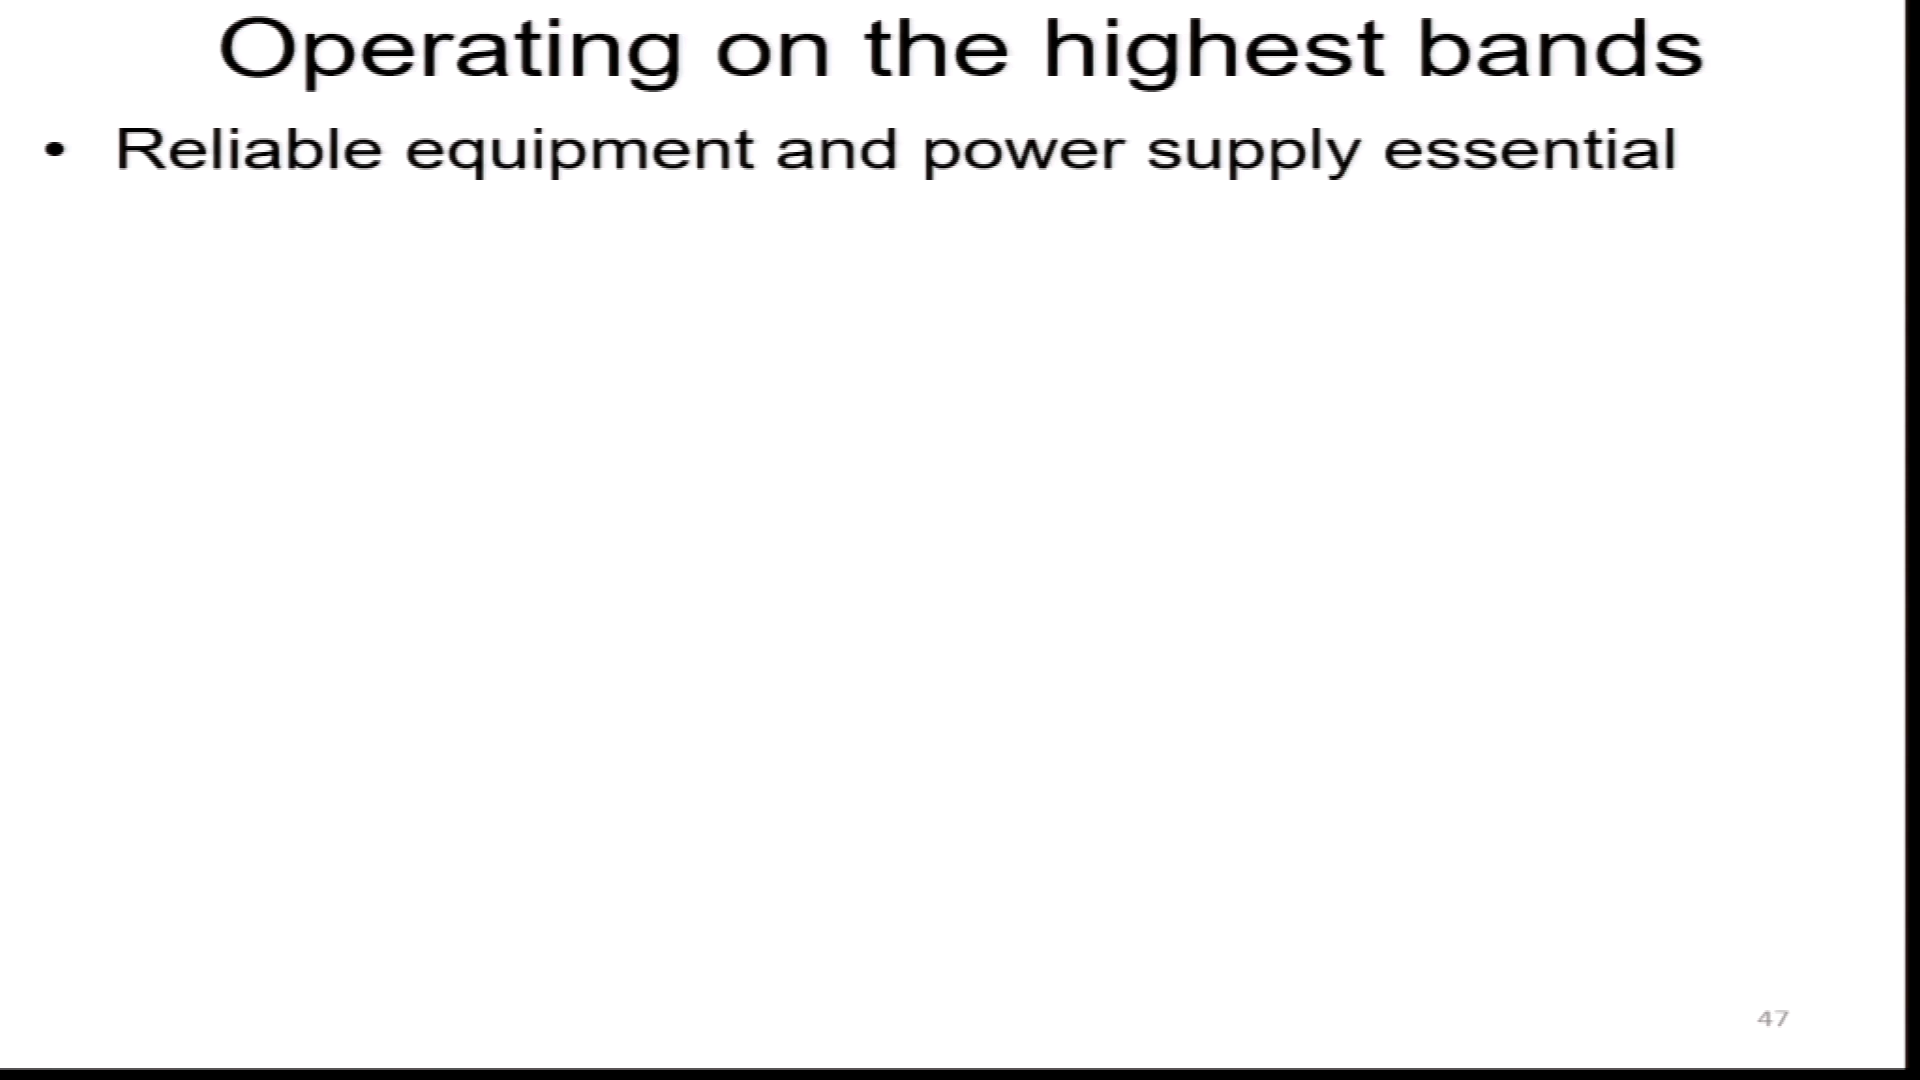 Operating on the highest bands
• Reliable equipment and power supply essential
47